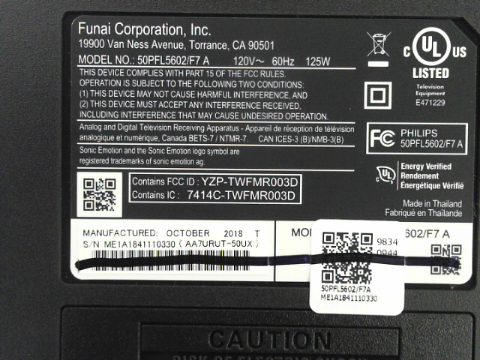 Funai Corporation, Inc.
19900 Van Ness Avenue, Torrance, CA 90501
MODEL NO.: 50PFL5602/F7 A 120V~ 60Hz 125W
THIS DEVICE COMPLIES WITH PART 15 OF THE FCC RULES.
OPERATION IS SUBJECT TO THE FOLLOWING TWO CONDITIONS:
(1) THIS DEVICE MAY NOT CAUSE HARMFUL INTERFERENCE, AND
(2) THIS DEVICE MUST ACCEPT ANY INTERFERENCE RECEIVED,
INCLUDING INTERFERENCE THAT MAY CAUSE UNDESIRED OPERATION.
Analog and Digital Television Receiving Apparatus - Appareil de réception de télévision
analogique et numérique, Canada BETS-7 / NTMR-7 CAN ICES-3 (B)/NMB-3(B)
Sonic Emotion and the Sonic Emotion logo symbol are
registered trademarks of sonic emotion ag.
Contains FCC ID : YZP-TWFMR003D
Contains IC : 7414C-TWFMR003D
C UL US
LISTED
Television
Equipment
E471229
FC PHILIPS
50PFL5602/F7 A
UL Energy Verified
Rendement
Énergétique Vérifié
Made in Thailand
Fabriqué en Thaïlande
MANUFACTURED: OCTOBER 2018 T
S/N ME1A1841110330 (AA7URUT-50UX)
602/F7 A
9834
0944
50PFL5602/F7A
ME1A1841110330
CAUTION